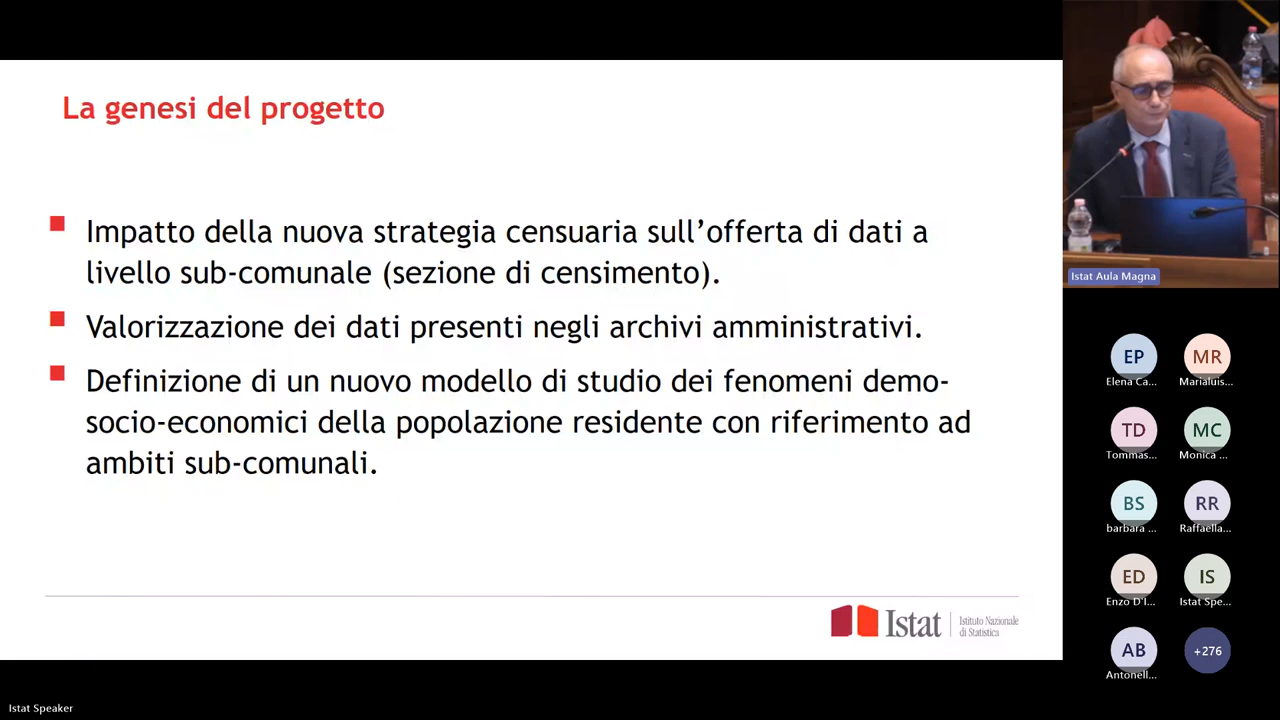 La genesi del progetto
Impatto della nuova strategia censuaria sull’offerta di dati a
livello sub-comunale (sezione di censimento).
Valorizzazione dei dati presenti negli archivi amministrativi.
Definizione di un nuovo modello di studio dei fenomeni demo-
socio-economici della popolazione residente con riferimento ad
ambiti sub-comunali.
Istat
Istituto Nazionale
di Statistica
Istat Aula Magna
EP MR
Elena Ca... Marialuis...
TD MC
Tommas... Monica ...
BS RR
barbara ... Raffaella...
ED IS
Enzo D'I... Istat Spe...
AB +276
Antonell...
Istat Speaker